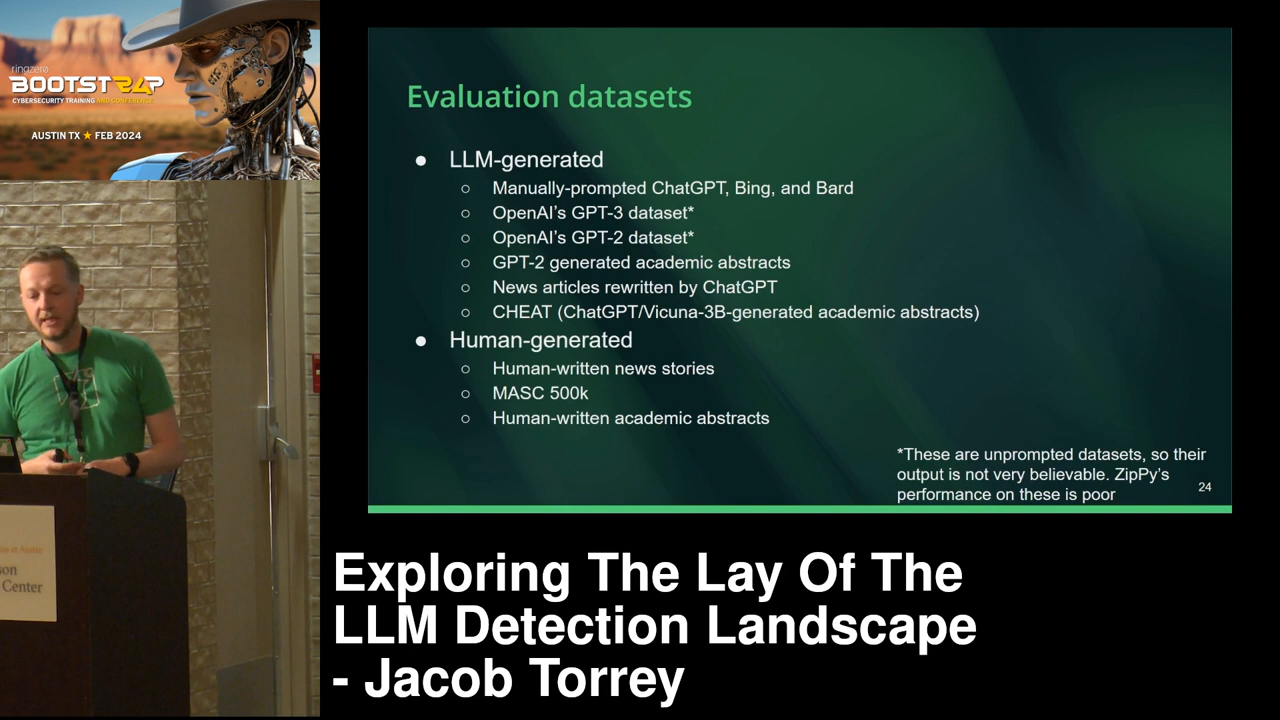 ringzerø
BOOTSTR24P
CYBERSECURITY TRAINING AND CONFERENCE
AUSTIN TX ★ FEB 2024
Evaluation datasets
● LLM-generated
○ Manually-prompted ChatGPT, Bing, and Bard
○ OpenAI's GPT-3 dataset*
○ OpenAI's GPT-2 dataset*
○ GPT-2 generated academic abstracts
○ News articles rewritten by ChatGPT
○ CHEAT (ChatGPT/Vicuna-3B-generated academic abstracts)
● Human-generated
○ Human-written news stories
○ MASC 500k
○ Human-written academic abstracts
*These are unprompted datasets, so their
output is not very believable. ZipPy's
performance on these is poor
24
Center
Exploring The Lay Of The
LLM Detection Landscape
- Jacob Torrey